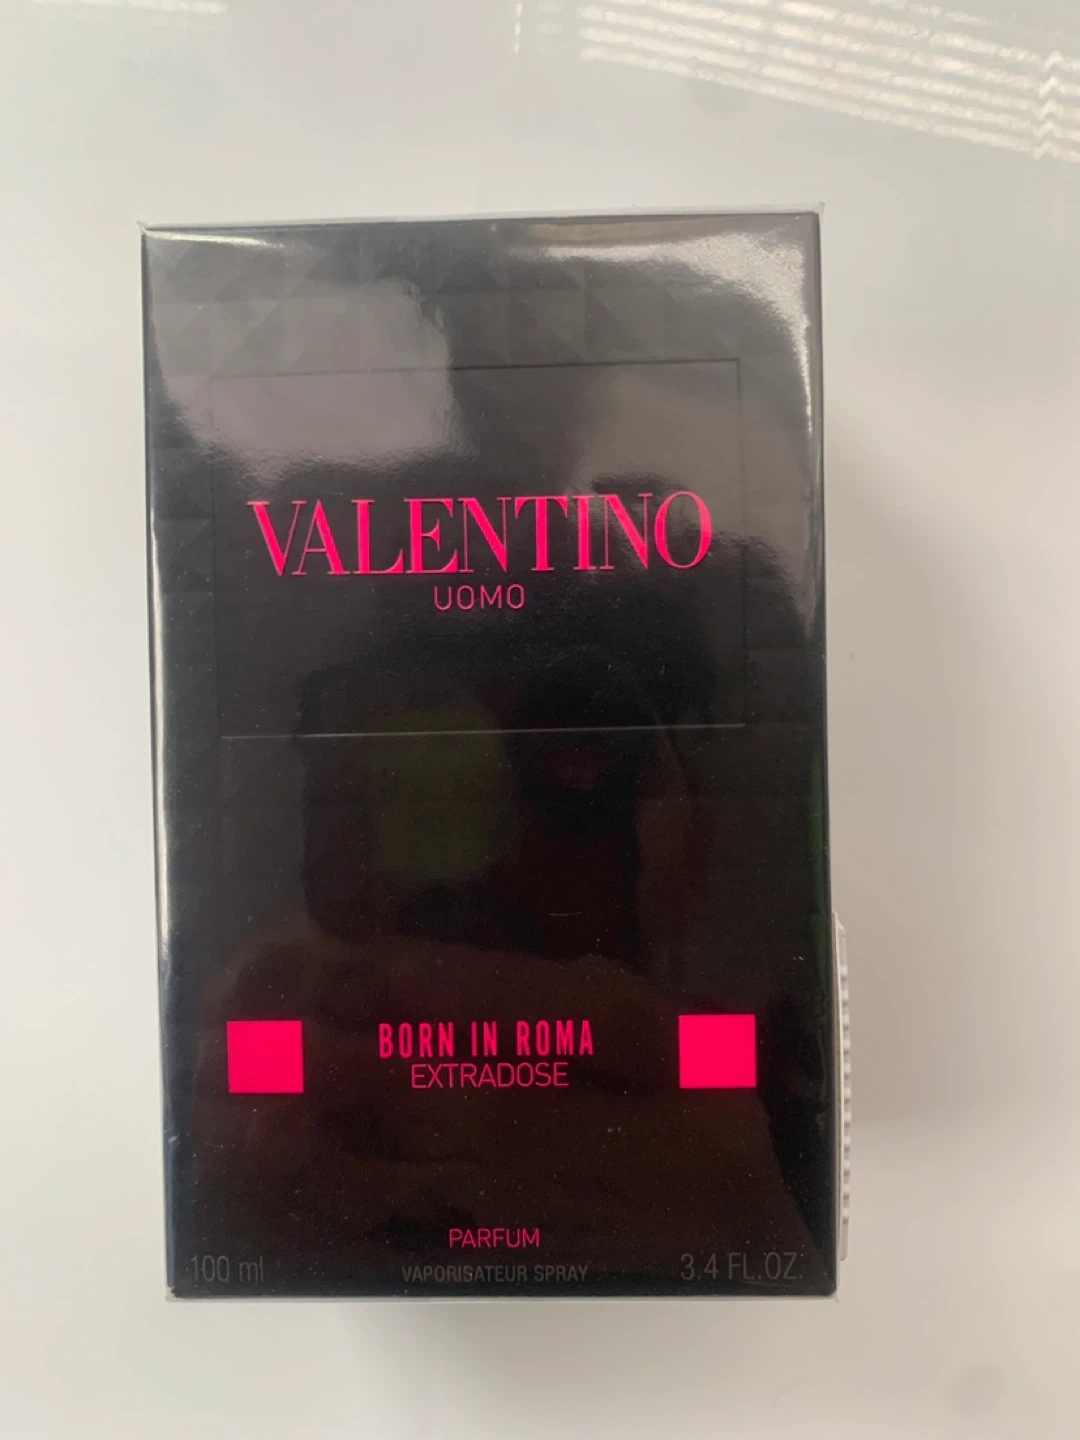 VALENTINO
UOMO
BORN IN ROMA
EXTRADOSE
PARFUM
100 ml VAPORISATEUR SPRAY 3.4 FL.OZ.